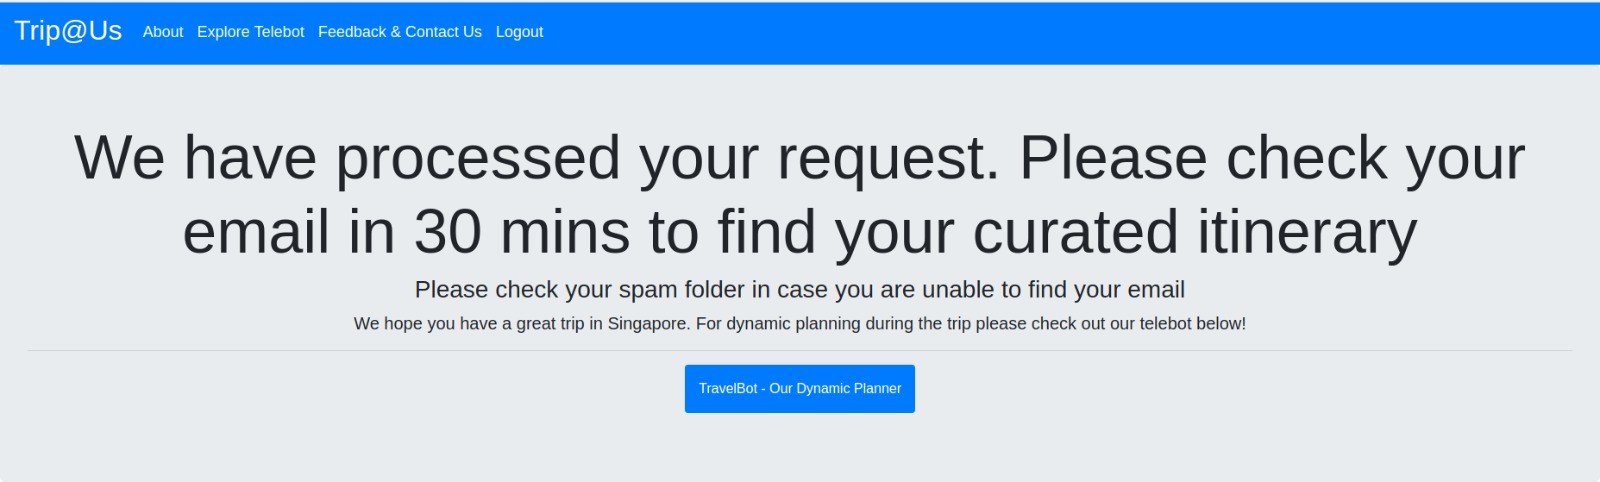 Trip@Us About Explore Telebot Feedback & Contact Us Logout
We have processed your request. Please check your
email in 30 mins to find your curated itinerary
Please check your spam folder in case you are unable to find your email
We hope you have a great trip in Singapore. For dynamic planning during the trip please check out our telebot below!
TravelBot - Our Dynamic Planner